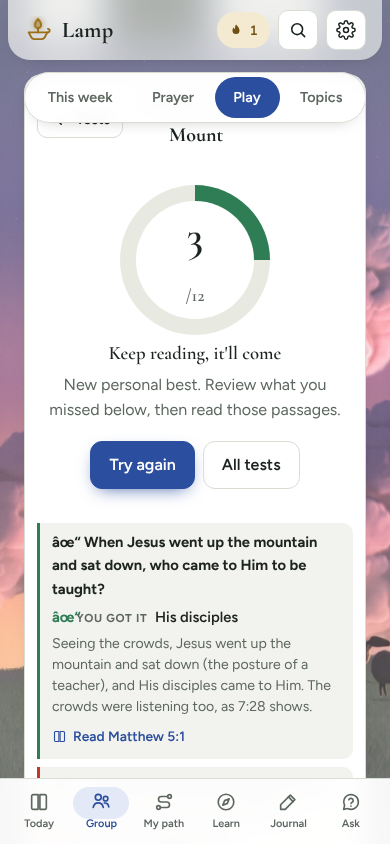 Lamp
1
This week
Prayer
Play
Topics
Mount
3
/12
Keep reading, it'll come
New personal best. Review what you
missed below, then read those passages.
Try again
All tests
âœ“ When Jesus went up the mountain
and sat down, who came to Him to be
taught?
âœ“YOU GOT IT His disciples
Seeing the crowds, Jesus went up the
mountain and sat down (the posture of a
teacher), and His disciples came to Him. The
crowds were listening too, as 7:28 shows.
Read Matthew 5:1
Today
Group
My path
Learn
Journal
Ask